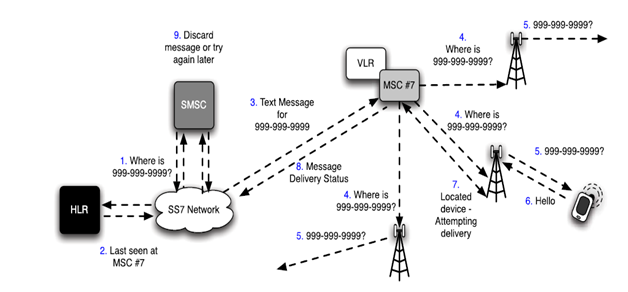 9. Discard
message or try
again later
SMSC
1. Where is
999-999-9999?
HLR
SS7 Network
2. Last seen at
MSC #7
3. Text Message
for
999-999-9999
8. Message
Delivery Status
VLR
MSC #7
4.
Where is
999-999-9999?
5. 999-999-9999?
4. Where is
999-999-9999?
5. 999-999-9999?
6. Hello
7.
Located
device -
Attempting
delivery
4. Where is
999-999-9999?
5. 999-999-9999?